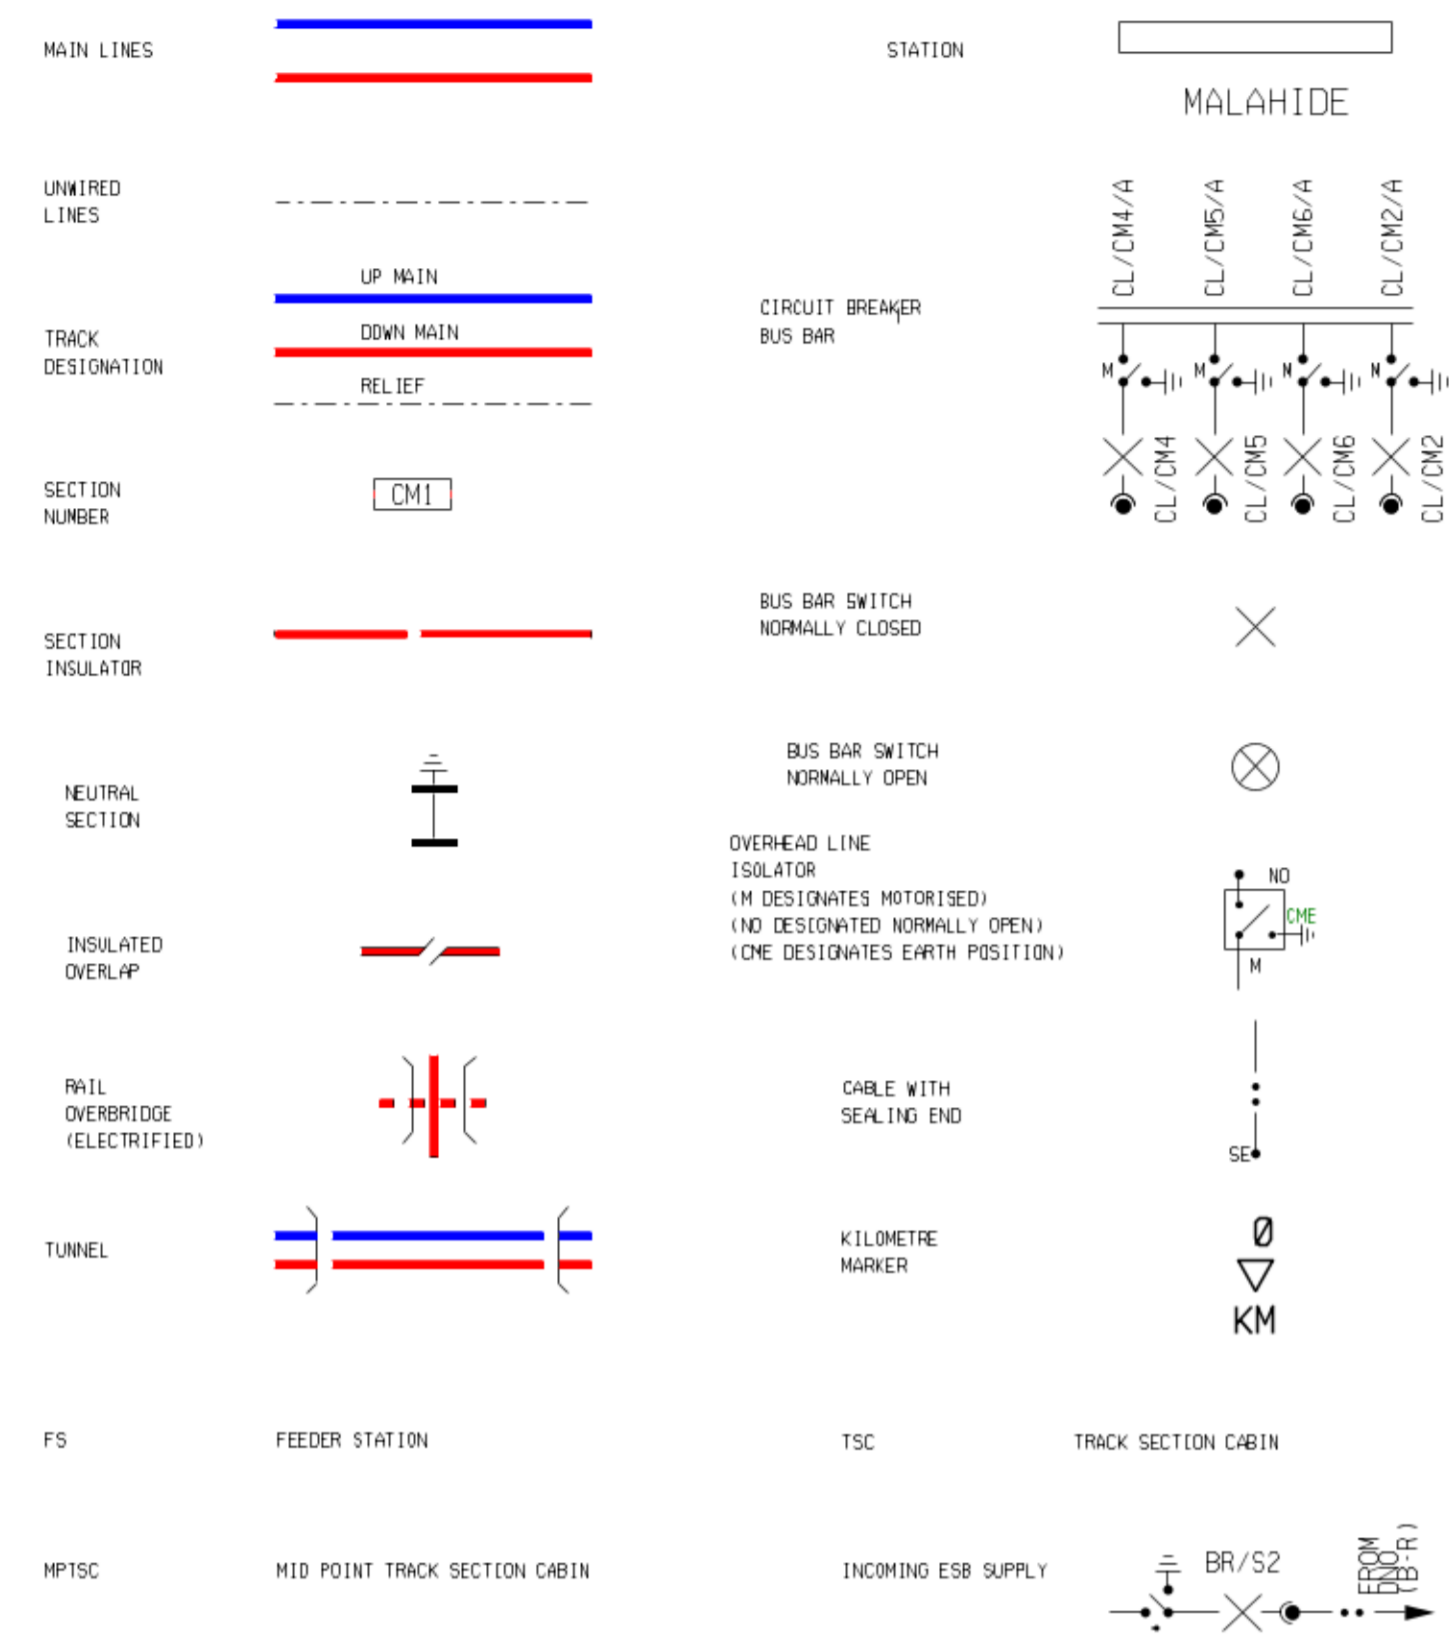 MAIN LINES
UNWIRED
LINES
UP MAIN
DOWN MAIN
RELIEF
TRACK
DESIGNATION
SECTION
NUMBER
CM1
SECTION
INSULATOR
NEUTRAL
SECTION
INSULATED
OVERLAP
RAIL
OVERBRIDGE
(ELECTRIFIED)
TUNNEL
FS
FEEDER STATION
MPTSC
MID POINT TRACK SECTION CABIN
STATION
MALAHIDE
CL/CM4/A
CL/CM5/A
CL/CM6/A
CL/CM2/A
CIRCUIT BREAKER
BUS BAR
M
M
N
N
CL/CM4
CL/CM5
CL/CM6
CL/CM2
BUS BAR SWITCH
NORMALLY CLOSED
BUS BAR SWITCH
NORMALLY OPEN
OVERHEAD LINE
ISOLATOR
(M DESIGNATES MOTORISED)
(NO DESIGNATED NORMALLY OPEN)
(CME DESIGNATES EARTH POSITION)
NO
CME
M
CABLE WITH
SEALING END
SE
KILOMETRE
MARKER
0
KM
TSC
TRACK SECTION CABIN
INCOMING ESB SUPPLY
BR/S2
FROM
DNO
(B-R)